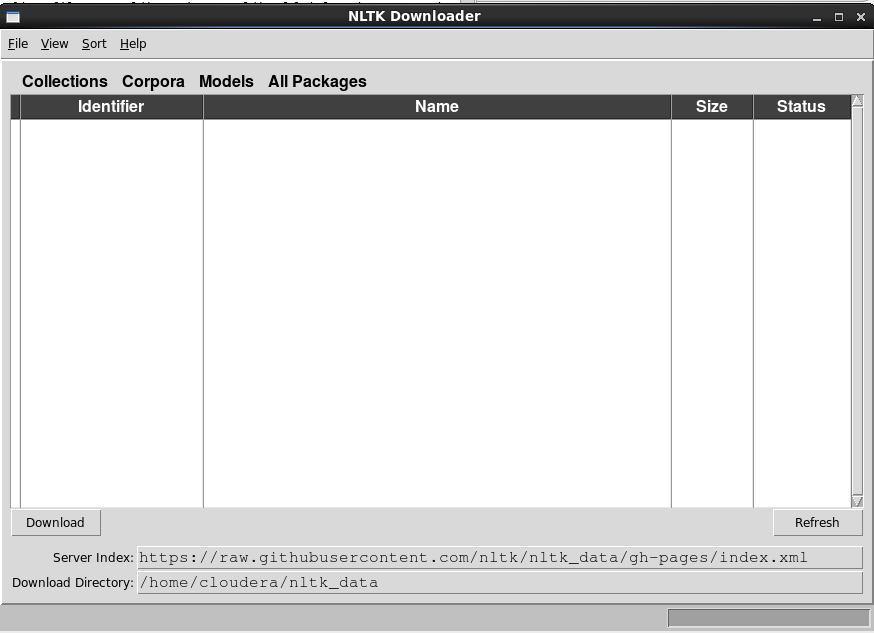 NLTK Downloader
File View Sort Help
Collections Corpora Models All Packages
Identifier Name Size Status
Download Refresh
Server Index: https://raw.githubusercontent.com/nltk/nltk_data/gh-pages/index.xml
Download Directory: /home/cloudera/nltk_data